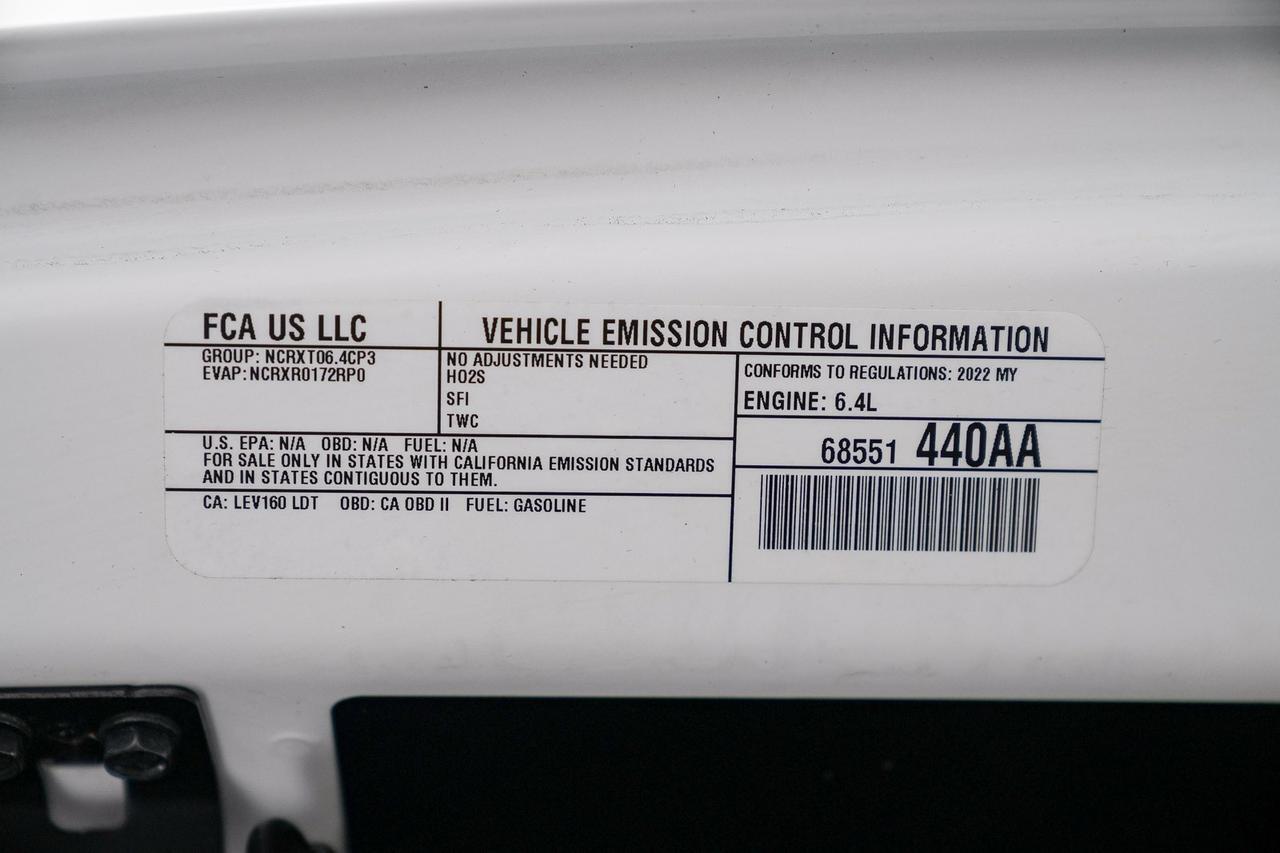 FCA US LLC
VEHICLE EMISSION CONTROL INFORMATION
GROUP: NCRXT06.4CP3
EVAP: NCRXR0172RP0
NO ADJUSTMENTS NEEDED
HO2S
SFI
TWC
CONFORMS TO REGULATIONS: 2022 MY
ENGINE: 6.4L
68551 440AA
U.S. EPA: N/A OBD: N/A FUEL: N/A
FOR SALE ONLY IN STATES WITH CALIFORNIA EMISSION STANDARDS
AND IN STATES CONTIGUOUS TO THEM.
CA: LEV160 LDT OBD: CA OBD II FUEL: GASOLINE